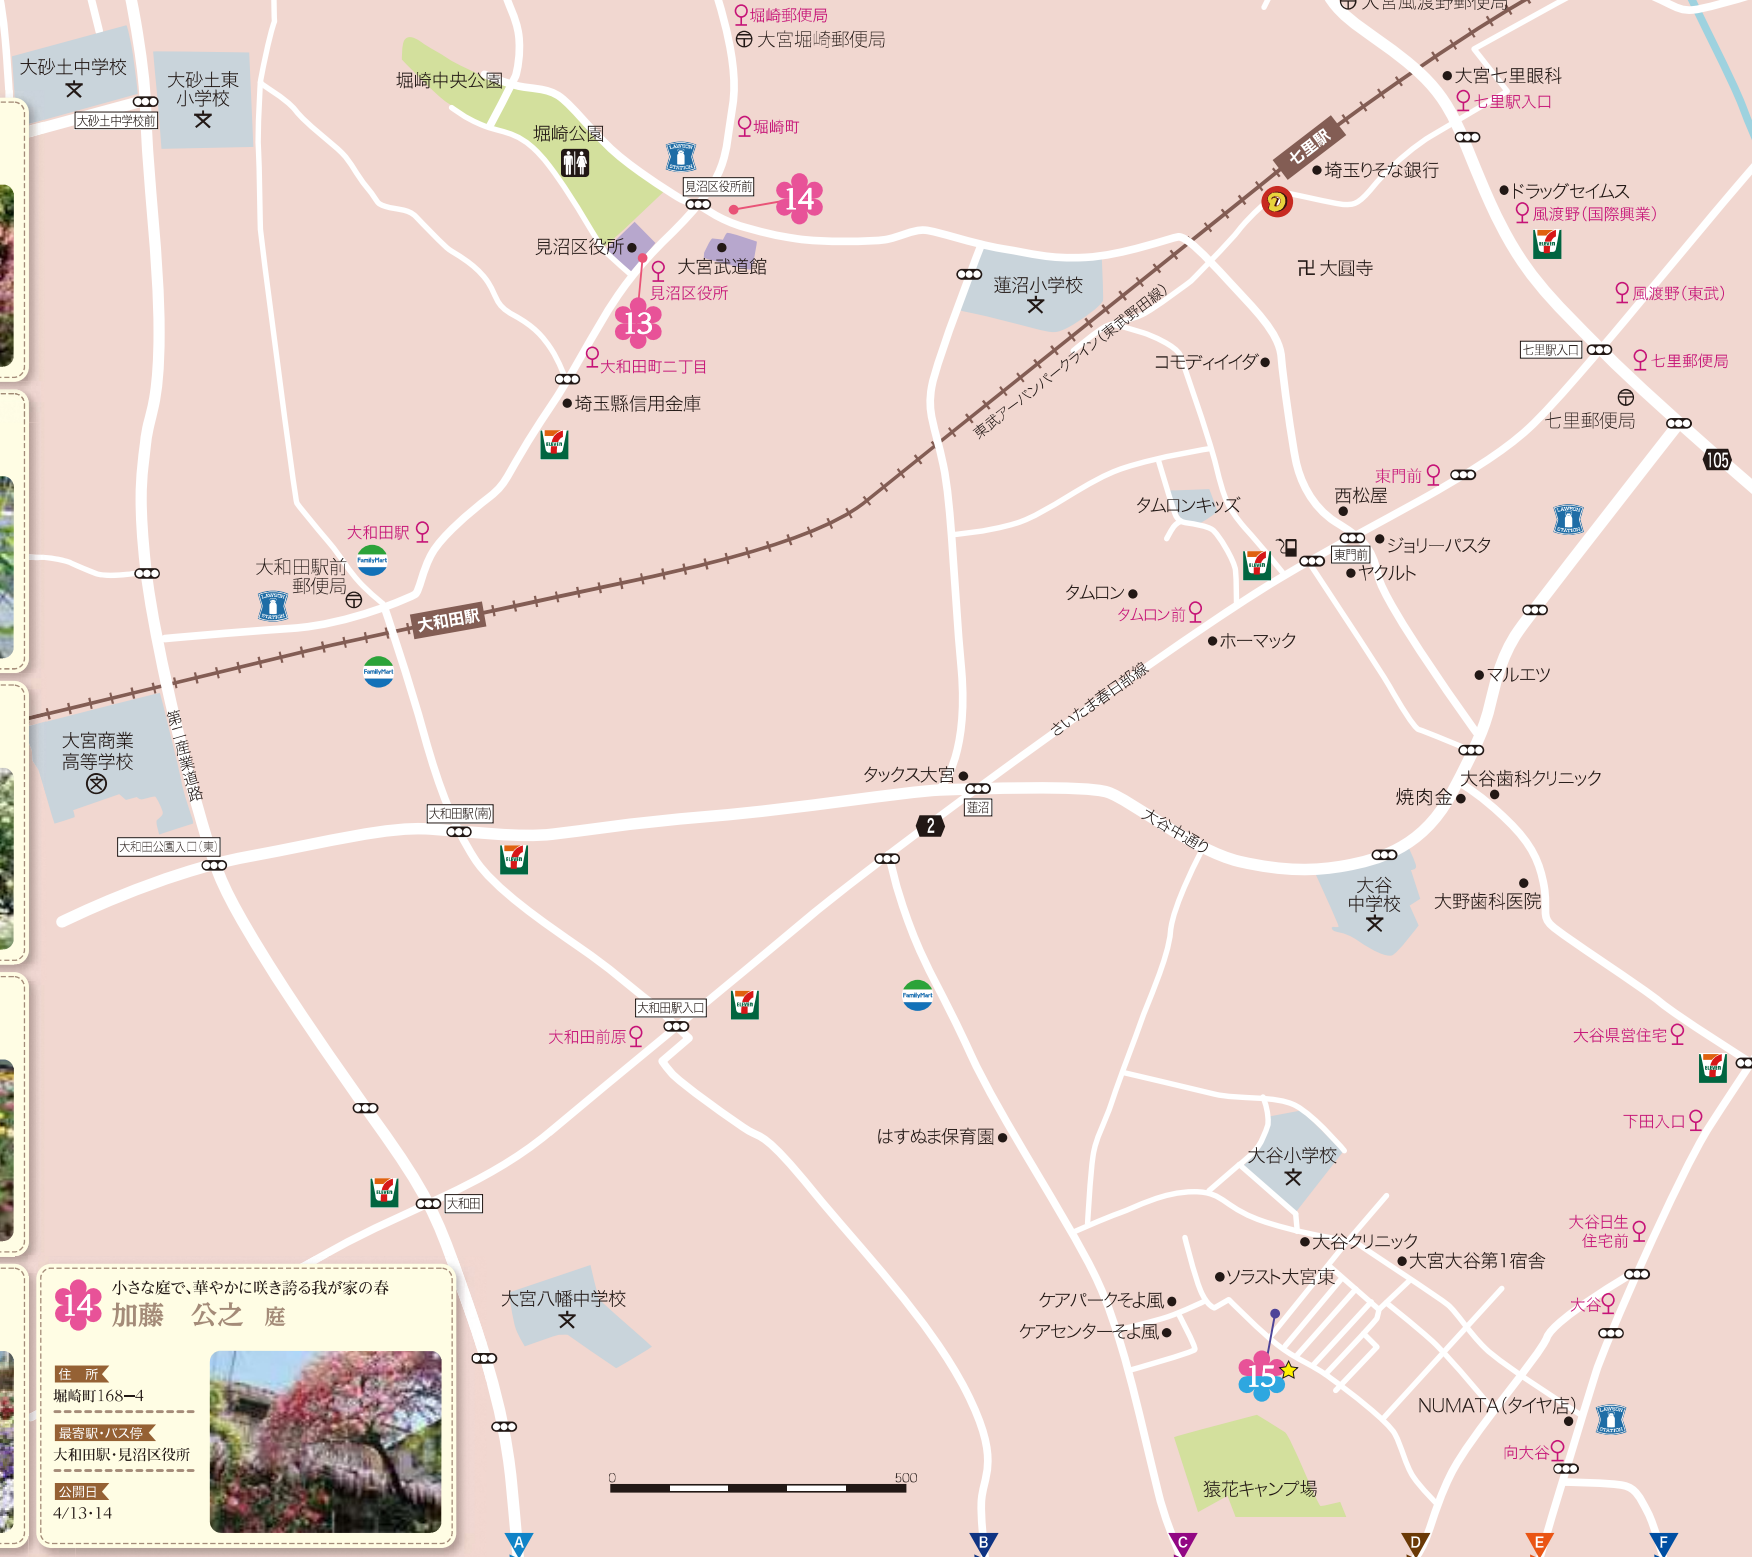 堀崎郵便局
大宮堀崎郵便局
大宮風渡野郵便局
大砂土中学校
大砂土東
小学校
大砂土中学校前
堀崎中央公園
堀崎公園
堀崎町
LAWSON
STATION
見沼区役所前
14
見沼区役所
大宮武道館
見沼区役所
13
大和田町二丁目
埼玉縣信用金庫
7
ELEVEN
大宮七里眼科
七里駅入口
七里駅
埼玉りそな銀行
ドラッグセイムス
風渡野(国際興業)
7
ELEVEN
卍 大圓寺
風渡野(東武)
蓮沼小学校
東武アーバンパークライン(東武野田線)
コモディイイダ
七里駅入口
七里郵便局
七里郵便局
105
東門前
西松屋
タムロンキッズ
ジョリーパスタ
東門前
ヤクルト
7
ELEVEN
LAWSON
STATION
タムロン
タムロン前
ホーマック
マルエツ
大和田駅
FamilyMart
大和田駅前
郵便局
LAWSON
STATION
大和田駅
FamilyMart
さいたま春日部線
第二産業道路
大宮商業
高等学校
タックス大宮
蓮沼
2
大谷中通り
大谷歯科クリニック
焼肉金
大和田駅(南)
大和田公園入口(東)
7
ELEVEN
大谷
中学校
大野歯科医院
大和田駅入口
7
ELEVEN
大和田前原
FamilyMart
大谷県営住宅
7
ELEVEN
下田入口
はすぬま保育園
大谷小学校
7
ELEVEN
大和田
大谷日生
住宅前
大谷クリニック
大宮大谷第1宿舎
ソラスト大宮東
ケアパークそよ風
ケアセンターそよ風
大谷
大宮八幡中学校
15
NUMATA(タイヤ店)
LAWSON
STATION
向大谷
猿花キャンプ場
0
500
14
小さな庭で、華やかに咲き誇る我が家の春
加藤 公之 庭
住 所
堀崎町168−4
最寄駅・バス停
大和田駅・見沼区役所
公開日
4/13・14
A
B
C
D
E
F